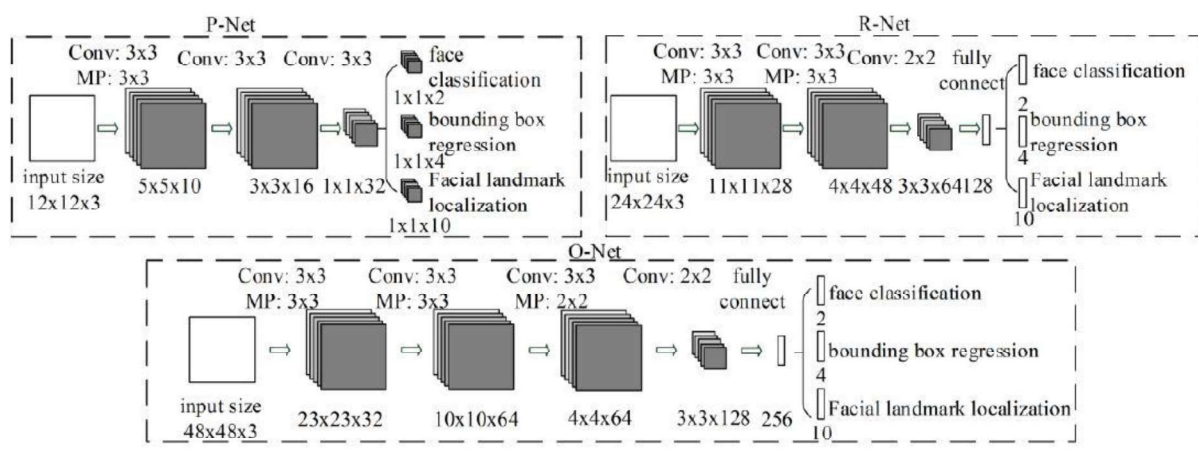 P-Net
Conv: 3x3 Conv: 3x3 Conv: 3x3
MP: 3x3
face
classification
1x1x2
bounding box
regression
1x1x4
Facial landmark
localization
1x1x10
input size
12x12x3
5x5x10 3x3x16 1x1x32
R-Net
Conv: 3x3 Conv: 3x3 Conv: 2x2 fully
MP: 3x3 MP: 3x3 connect
face classification
2
bounding box
regression
4
Facial landmark
localization
10
input size
24x24x3
11x11x28 4x4x48 3x3x64 128
O-Net
Conv: 3x3 Conv: 3x3 Conv: 3x3 Conv: 2x2 fully
MP: 3x3 MP: 3x3 MP: 2x2 connect
face classification
2
bounding box regression
4
Facial landmark localization
10
input size
48x48x3
23x23x32 10x10x64 4x4x64 3x3x128 256